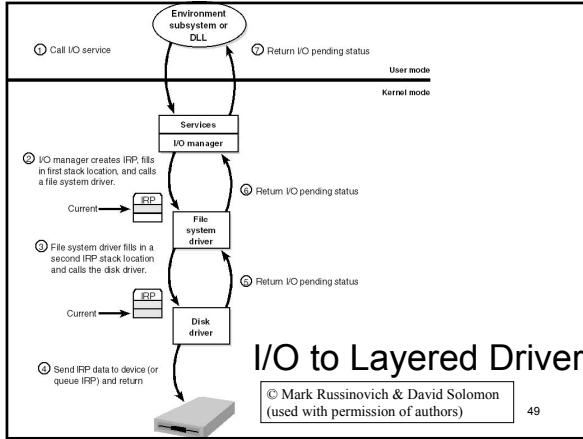 Environment
subsystem or
DLL
① Call I/O service
⑦ Return I/O pending status
User mode
Kernel mode
Services
I/O manager
② I/O manager creates IRP, fills
in first stack location, and calls
a file system driver.
⑥ Return I/O pending status
IRP
Current
File
system
driver
③ File system driver fills in a
second IRP stack location
and calls the disk driver.
⑤ Return I/O pending status
IRP
Current
Disk
driver
I/O to Layered Driver
④ Send IRP data to device (or
queue IRP) and return
© Mark Russinovich & David Solomon
(used with permission of authors)
49